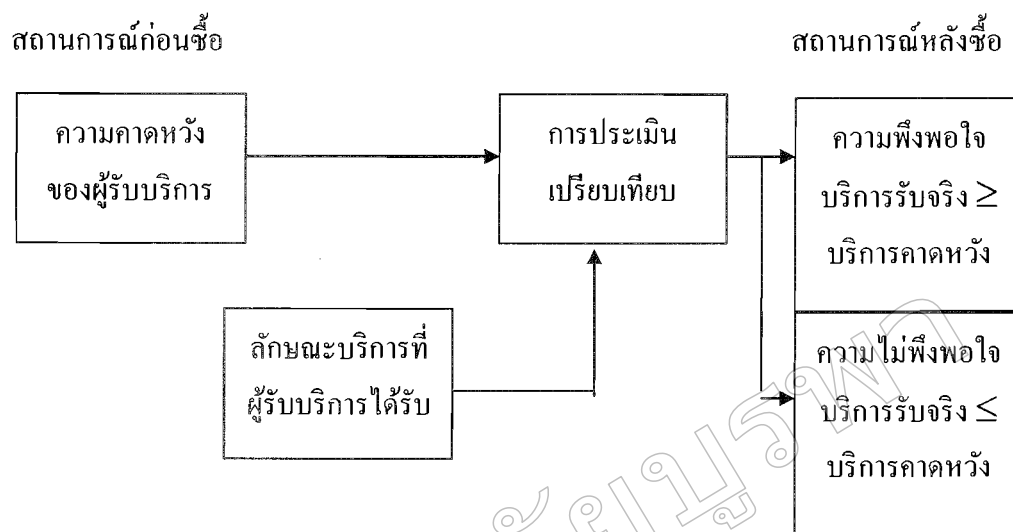 สถานการณ์ก่อนซื้อ
สถานการณ์หลังซื้อ
ความคาดหวัง
ของผู้รับบริการ
การประเมิน
เปรียบเทียบ
ความพึงพอใจ
บริการรับจริง ≥
บริการคาดหวัง
ลักษณะบริการที่
ผู้รับบริการได้รับ
ความไม่พึงพอใจ
บริการรับจริง ≤
บริการคาดหวัง